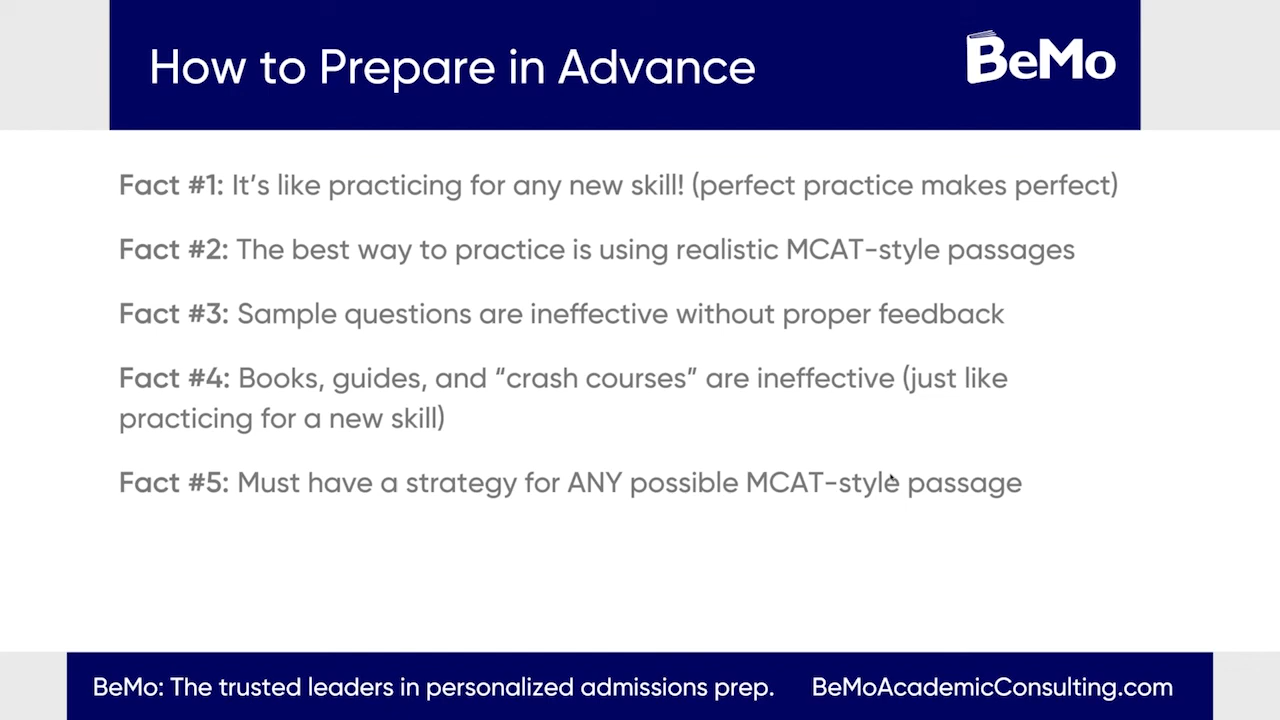 How to Prepare in Advance
BeMo
Fact #1: It’s like practicing for any new skill! (perfect practice makes perfect)
Fact #2: The best way to practice is using realistic MCAT-style passages
Fact #3: Sample questions are ineffective without proper feedback
Fact #4: Books, guides, and “crash courses” are ineffective (just like
practicing for a new skill)
Fact #5: Must have a strategy for ANY possible MCAT-style passage
BeMo: The trusted leaders in personalized admissions prep. BeMoAcademicConsulting.com